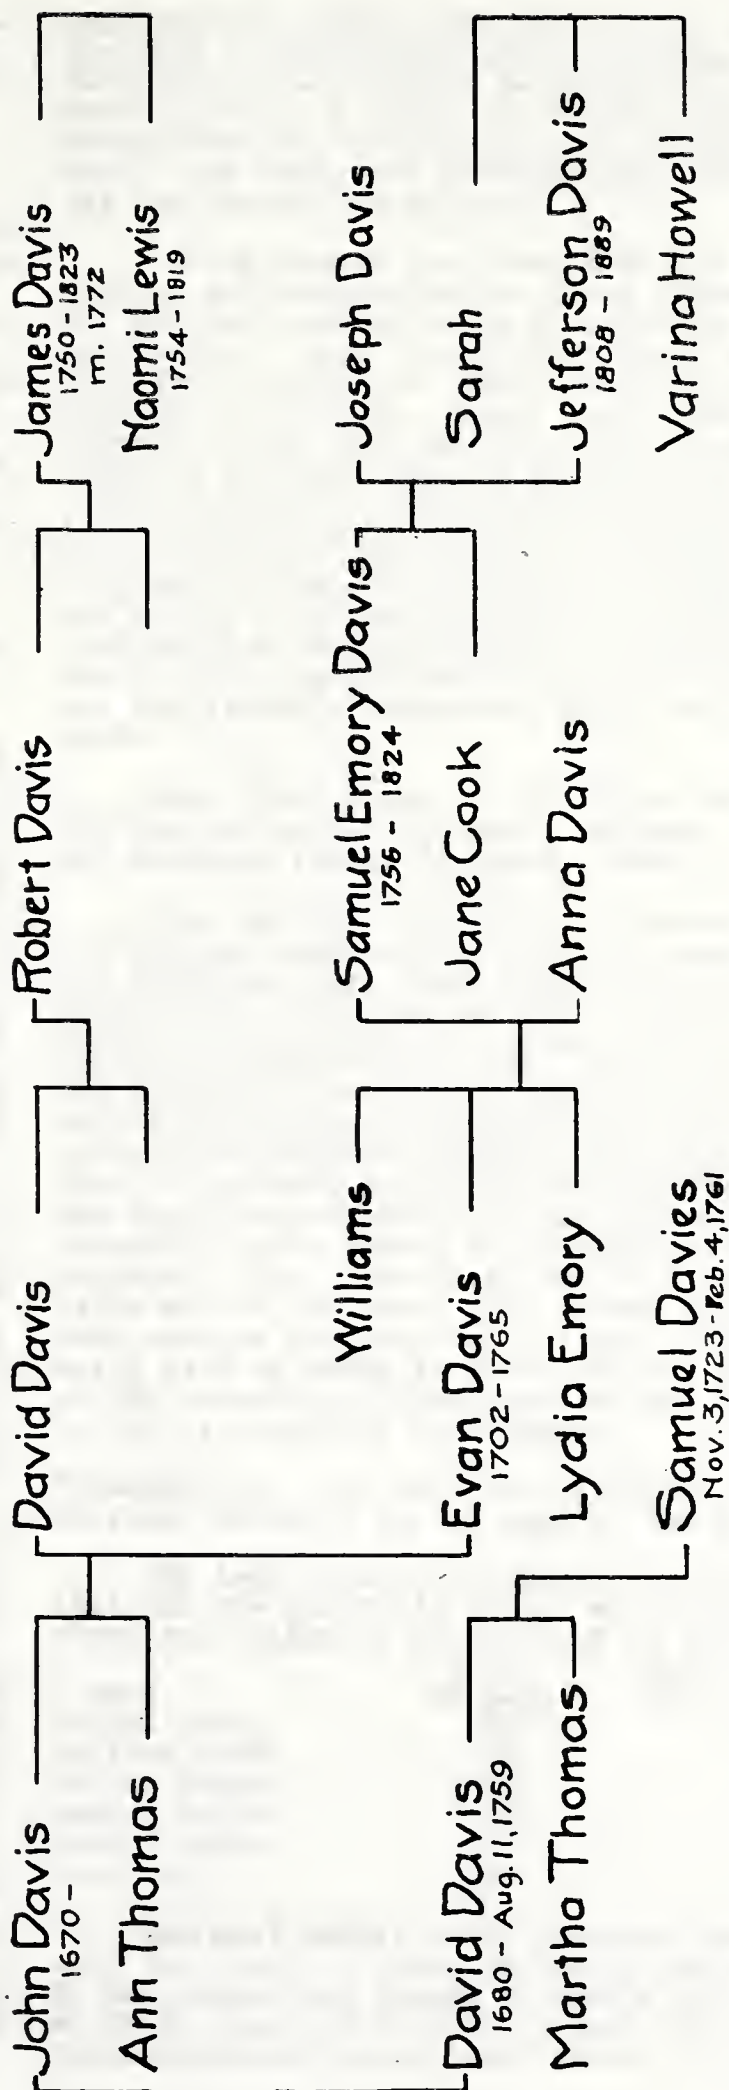 John Davis
1670-
Ann Thomas
David Davis
1680 - Aug. 11, 1759
Martha Thomas
David Davis
Evan Davis
1702-1765
Lydia Emory
Williams
Samuel Davies
Nov. 3, 1723 - Feb. 4, 1761
Robert Davis
Samuel Emory Davis
1756 - 1824
Jane Cook
Anna Davis
James Davis
1750-1823
m. 1772
Naomi Lewis
1754-1819
Joseph Davis
Sarah
Jefferson Davis
1808 - 1889
Varina Howell